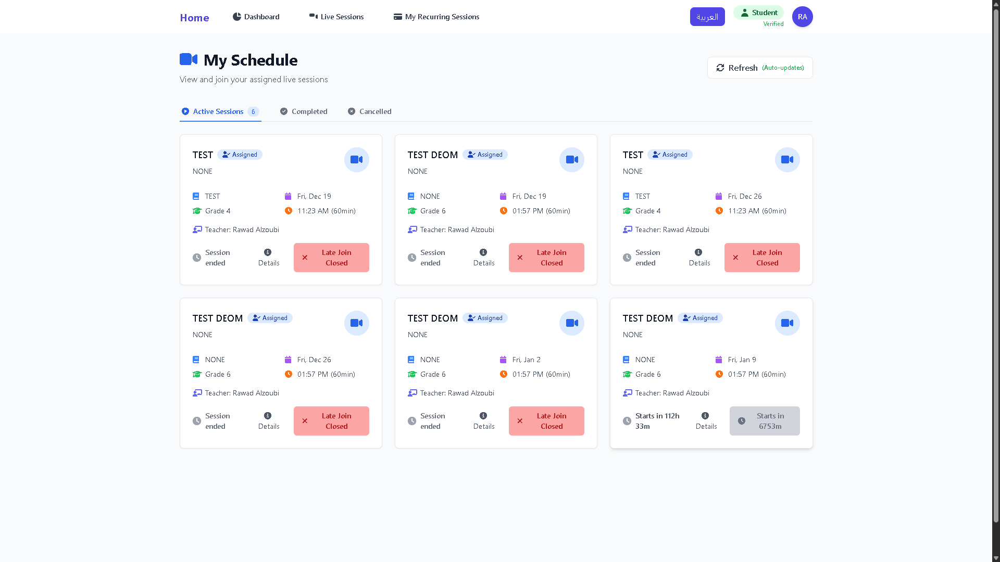 Home
Dashboard
Live Sessions
My Recurring Sessions
العربية
Student
Verified
RA
My Schedule
View and join your assigned live sessions
Refresh (Auto-updates)
Active Sessions 6
Completed
Cancelled
TEST Assigned
NONE
TEST
Fri, Dec 19
Grade 4
11:23 AM (60min)
Teacher: Rawad Alzoubi
Session
ended
Details
Late Join
Closed
TEST DEOM Assigned
NONE
NONE
Fri, Dec 19
Grade 6
01:57 PM (60min)
Teacher: Rawad Alzoubi
Session
ended
Details
Late Join
Closed
TEST Assigned
NONE
TEST
Fri, Dec 26
Grade 4
11:23 AM (60min)
Teacher: Rawad Alzoubi
Session
ended
Details
Late Join
Closed
TEST DEOM Assigned
NONE
NONE
Fri, Dec 26
Grade 6
01:57 PM (60min)
Teacher: Rawad Alzoubi
Session
ended
Details
Late Join
Closed
TEST DEOM Assigned
NONE
NONE
Fri, Jan 2
Grade 6
01:57 PM (60min)
Teacher: Rawad Alzoubi
Session
ended
Details
Late Join
Closed
TEST DEOM Assigned
NONE
NONE
Fri, Jan 9
Grade 6
01:57 PM (60min)
Teacher: Rawad Alzoubi
Starts in 112h
33m
Details
Starts in
6753m